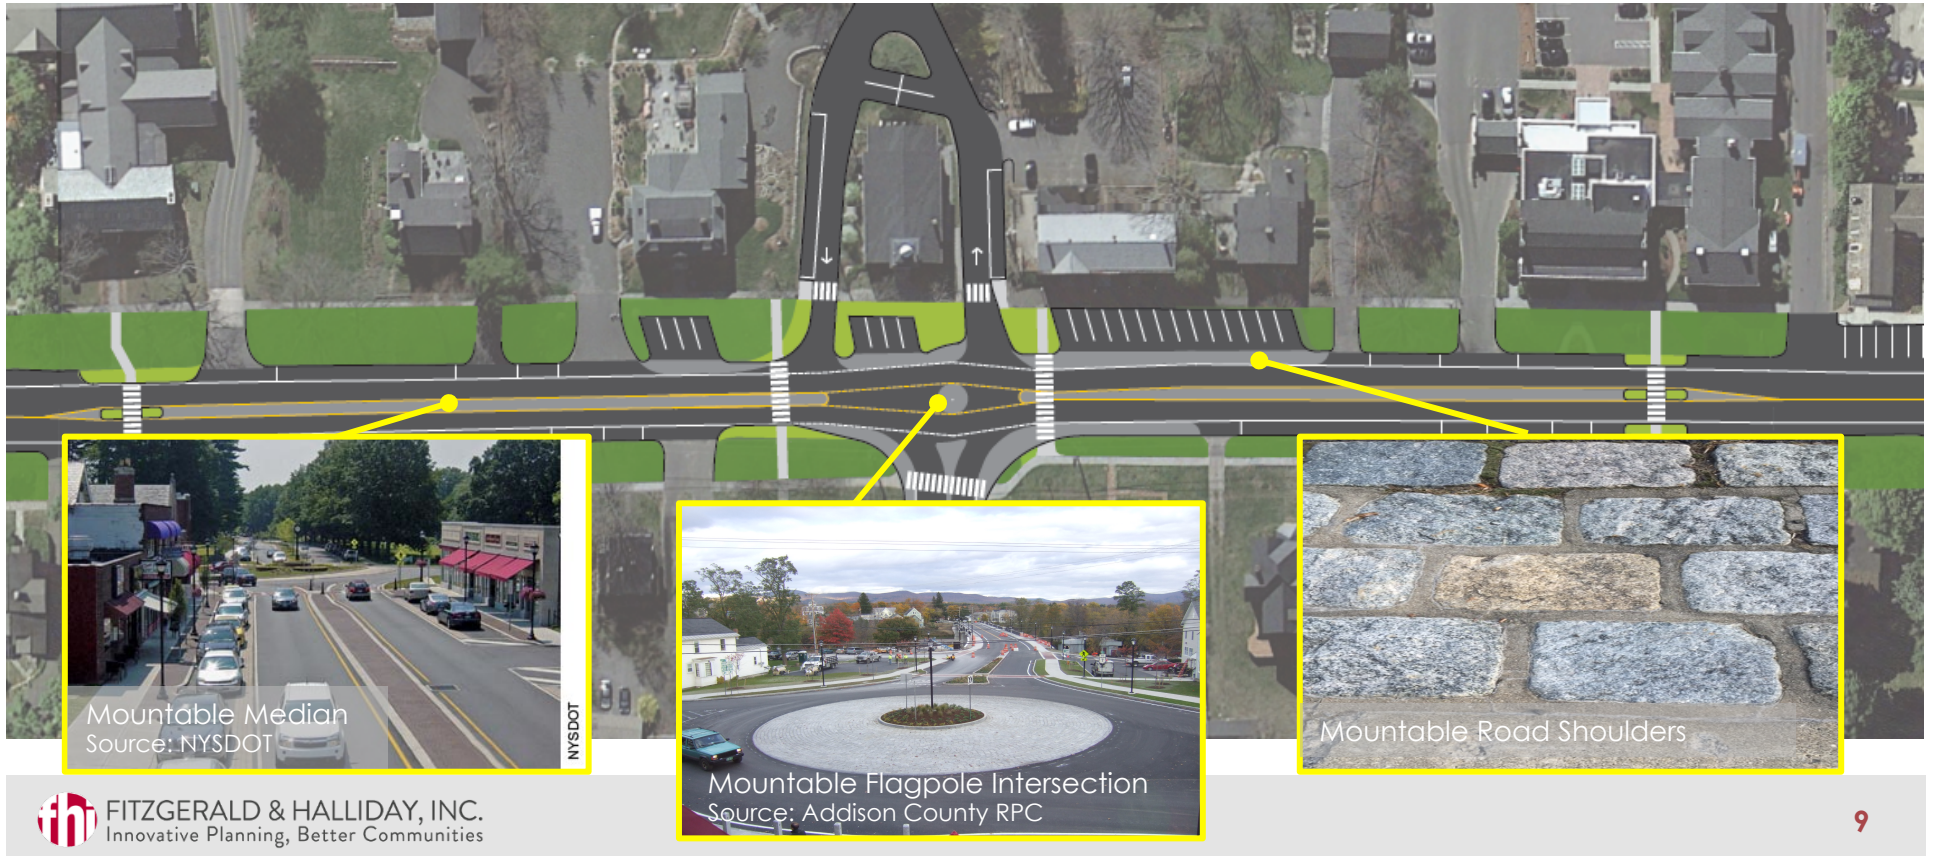 Mountable Median
Source: NYSDOT
NYSDOT
Mountable Flagpole Intersection
Source: Addison County RPC
Mountable Road Shoulders
fhi FITZGERALD & HALLIDAY, INC.
Innovative Planning, Better Communities
9